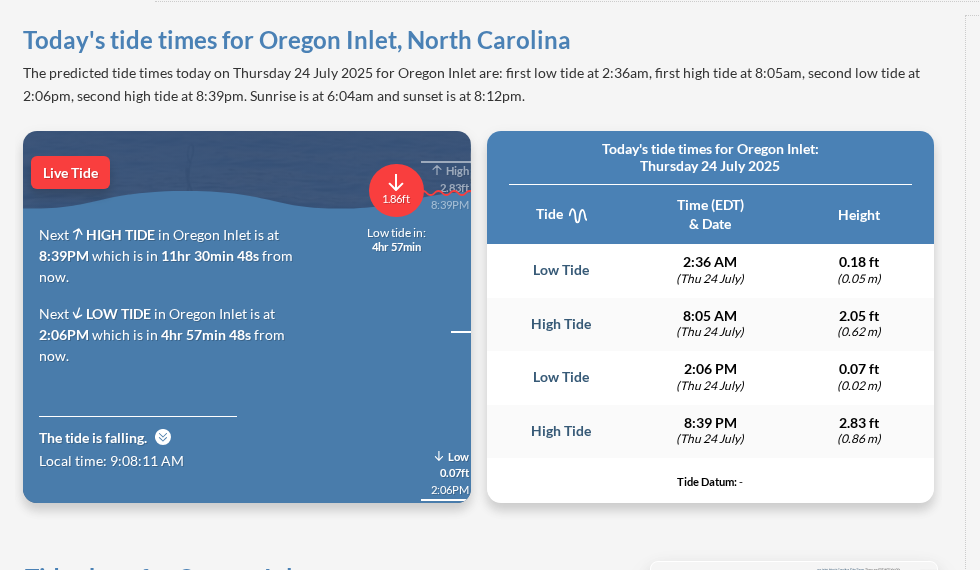 Today's tide times for Oregon Inlet, North Carolina
The predicted tide times today on Thursday 24 July 2025 for Oregon Inlet are: first low tide at 2:36am, first high tide at 8:05am, second low tide at
2:06pm, second high tide at 8:39pm. Sunrise is at 6:04am and sunset is at 8:12pm.
Live Tide
1.86ft
High
2.83ft
8:39PM
Low tide in:
4hr 57min
Next HIGH TIDE in Oregon Inlet is at
8:39PM which is in 11hr 30min 48s from
now.
Next LOW TIDE in Oregon Inlet is at
2:06PM which is in 4hr 57min 48s from
now.
The tide is falling.
Local time: 9:08:11 AM
Low
0.07ft
2:06PM
Today's tide times for Oregon Inlet:
Thursday 24 July 2025
Tide Time (EDT) & Date Height
Low Tide 2:36 AM 0.18 ft
(Thu 24 July) (0.05 m)
High Tide 8:05 AM 2.05 ft
(Thu 24 July) (0.62 m)
Low Tide 2:06 PM 0.07 ft
(Thu 24 July) (0.02 m)
High Tide 8:39 PM 2.83 ft
(Thu 24 July) (0.86 m)
Tide Datum: -